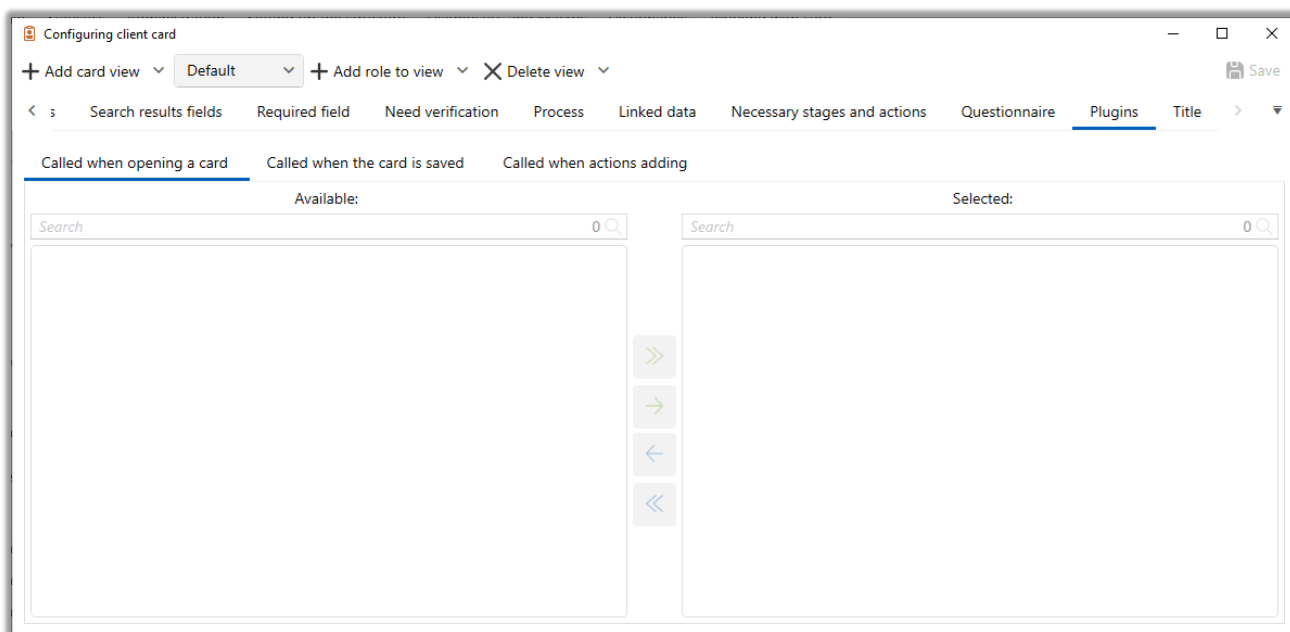 Configuring client card
Add card view Default Add role to view Delete view Save
s Search results fields Required field Need verification Process Linked data Necessary stages and actions Questionnaire Plugins Title
Called when opening a card Called when the card is saved Called when actions adding
Available: Selected:
Search 0 Search 0